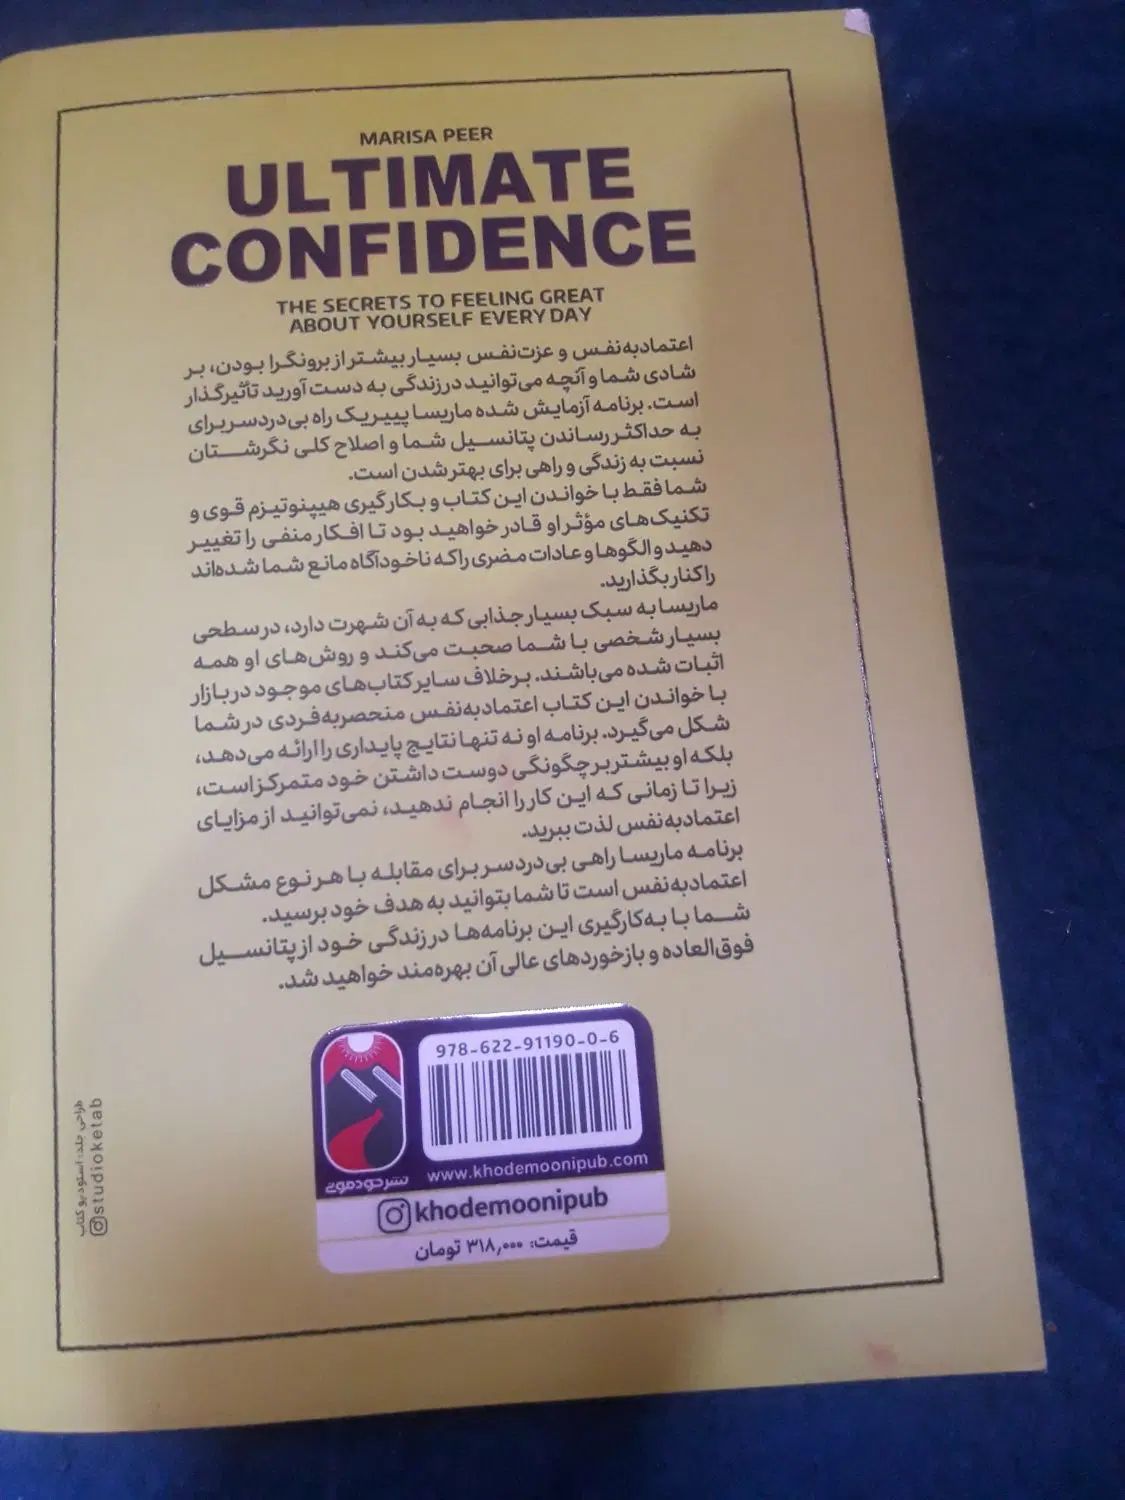 MARISA PEER
ULTIMATE
CONFIDENCE
THE SECRETS TO FEELING GREAT
ABOUT YOURSELF EVERY DAY
اعتمادبه‌نفس و عزت‌نفس بسیار بیشتر از برونگرا بودن، بر
شادی شما و آنچه می‌توانید در زندگی به دست آورید تأثیرگذار
است. برنامه آزمایش شده ماریسا پییر یک راه بی‌دردسر برای
به حداکثر رساندن پتانسیل شما و اصلاح کلی نگرشتان
نسبت به زندگی و راهی برای بهتر شدن است.
شما فقط با خواندن این کتاب و بکارگیری هیپنوتیزم قوی و
تکنیک‌های مؤثر او قادر خواهید بود تا افکار منفی را تغییر
دهید و الگوها و عادات مضری را که ناخودآگاه مانع شما شده‌اند
را کنار بگذارید.
ماریسا به سبک بسیار جذابی که به آن شهرت دارد، در سطحی
بسیار شخصی با شما صحبت می‌کند و روش‌های او همه
اثبات شده می‌باشند. برخلاف سایر کتاب‌های موجود در بازار
با خواندن این کتاب اعتمادبه‌نفس منحصربه‌فردی در شما
شکل می‌گیرد. برنامه او نه تنها نتایج پایداری را ارائه می‌دهد،
بلکه او بیشتر بر چگونگی دوست داشتن خود متمرکز است،
زیرا تا زمانی که این کار را انجام ندهید، نمی‌توانید از مزایای
اعتمادبه‌نفس لذت ببرید.
برنامه ماریسا راهی بی‌دردسر برای مقابله با هر نوع مشکل
اعتمادبه‌نفس است تا شما بتوانید به هدف خود برسید.
شما با به‌کارگیری این برنامه‌ها در زندگی خود از پتانسیل
فوق‌العاده و بازخوردهای عالی آن بهره‌مند خواهید شد.
978-622-91190-0-6
نشر خودمونی
www.khodemoonipub.com
khodemoonipub
قیمت: ۳۱۸٫۰۰۰ تومان
طراحی جلد: استودیو کتاب
studioketab